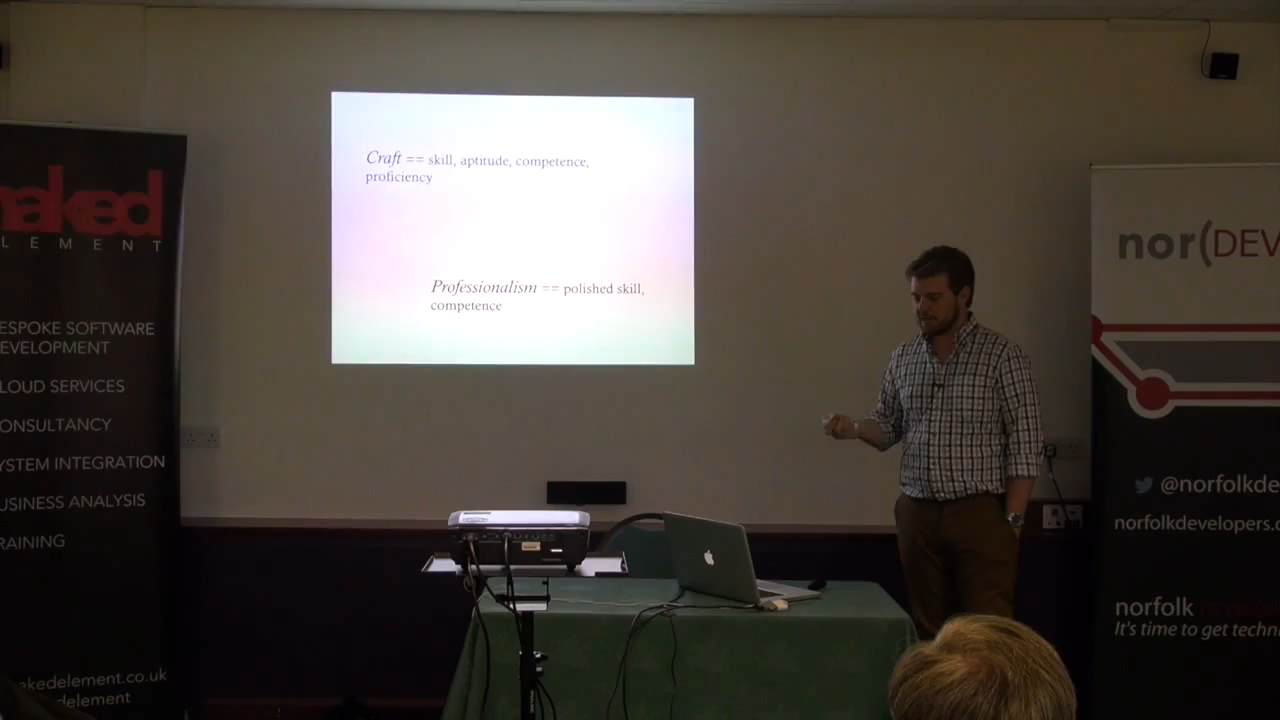 naked
LEMENT
ESPOKE SOFTWARE
EVELOPMENT
LOUD SERVICES
ONSULTANCY
YSTEM INTEGRATION
USINESS ANALYSIS
RAINING
akedelement.co.uk
delement
Craft == skill, aptitude, competence,
proficiency
Professionalism == polished skill,
competence
nor(DEV
@norfolkde
norfolkdevelopers.c
norfolk
It's time to get techn